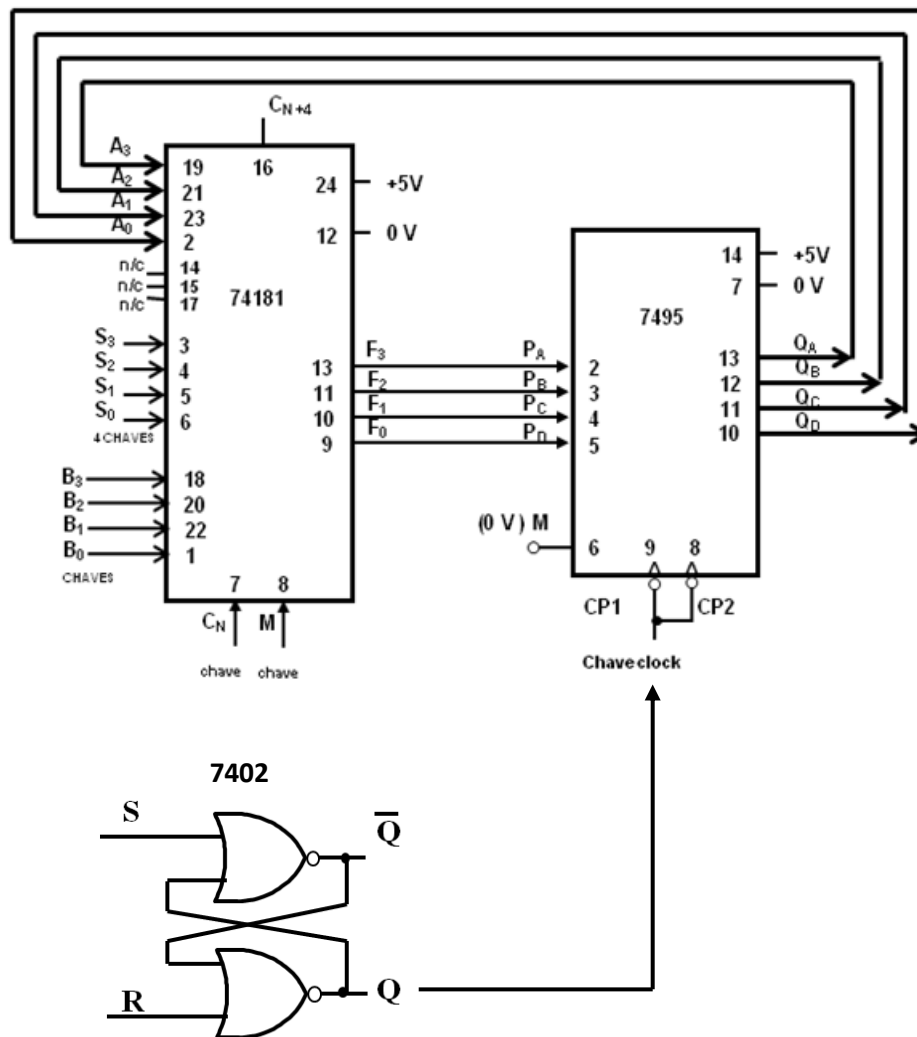 C_N+4
A3
A2
A1
A0
19
21
23
2
16
24 +5V
12 0 V
n/c 14
n/c 15
n/c 17
74181
S3 3
S2 4
S1 5
S0 6
4 CHAVES
13 F3
11 F2
10 F1
9 F0
B3 18
B2 20
B1 22
B0 1
CHAVES
7 8
C_N M
chave chave
14 +5V
7 0 V
7495
PA 2
PB 3
PC 4
PD 5
13 QA
12 QB
11 QC
10 QD
(0 V) M 6
9 8
CP1 CP2
Chave clock
7402
S
Q̅
R
Q